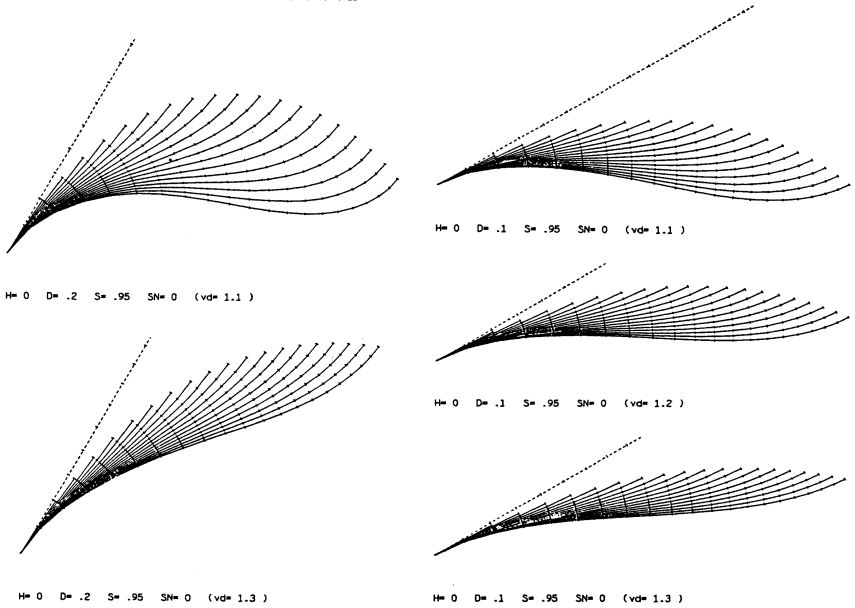 H= 0 D= .2 S= .95 SN= 0 (vd= 1.1 )
H= 0 D= .2 S= .95 SN= 0 (vd= 1.3 )
H= 0 D= .1 S= .95 SN= 0 (vd= 1.1 )
H= 0 D= .1 S= .95 SN= 0 (vd= 1.2 )
H= 0 D= .1 S= .95 SN= 0 (vd= 1.3 )